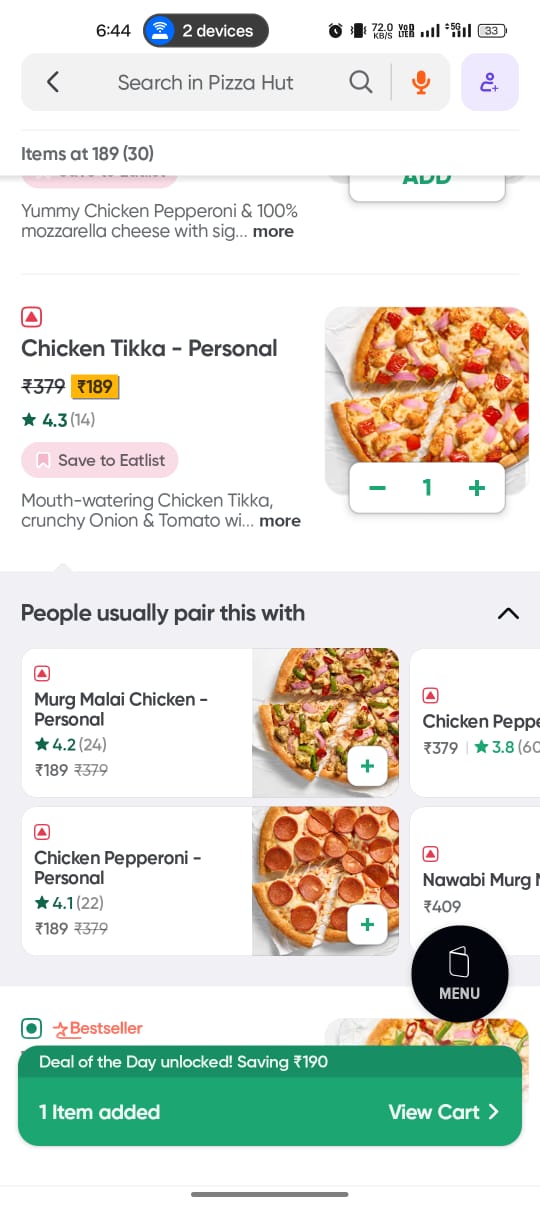 6:44
2 devices
72.0
KB/S
5G
33
Search in Pizza Hut
Items at 189 (30)
ADD
Yummy Chicken Pepperoni & 100%
mozzarella cheese with sig... more
Chicken Tikka - Personal
₹379 ₹189
4.3 (14)
Save to Eatlist
1
Mouth-watering Chicken Tikka,
crunchy Onion & Tomato wi... more
People usually pair this with
Murg Malai Chicken -
Personal
4.2 (24)
₹189 ₹379
Chicken Peppe
₹379 | 3.8 (60
Chicken Pepperoni -
Personal
4.1 (22)
₹189 ₹379
Nawabi Murg
₹409
MENU
Bestseller
Deal of the Day unlocked! Saving ₹190
1 Item added
View Cart >